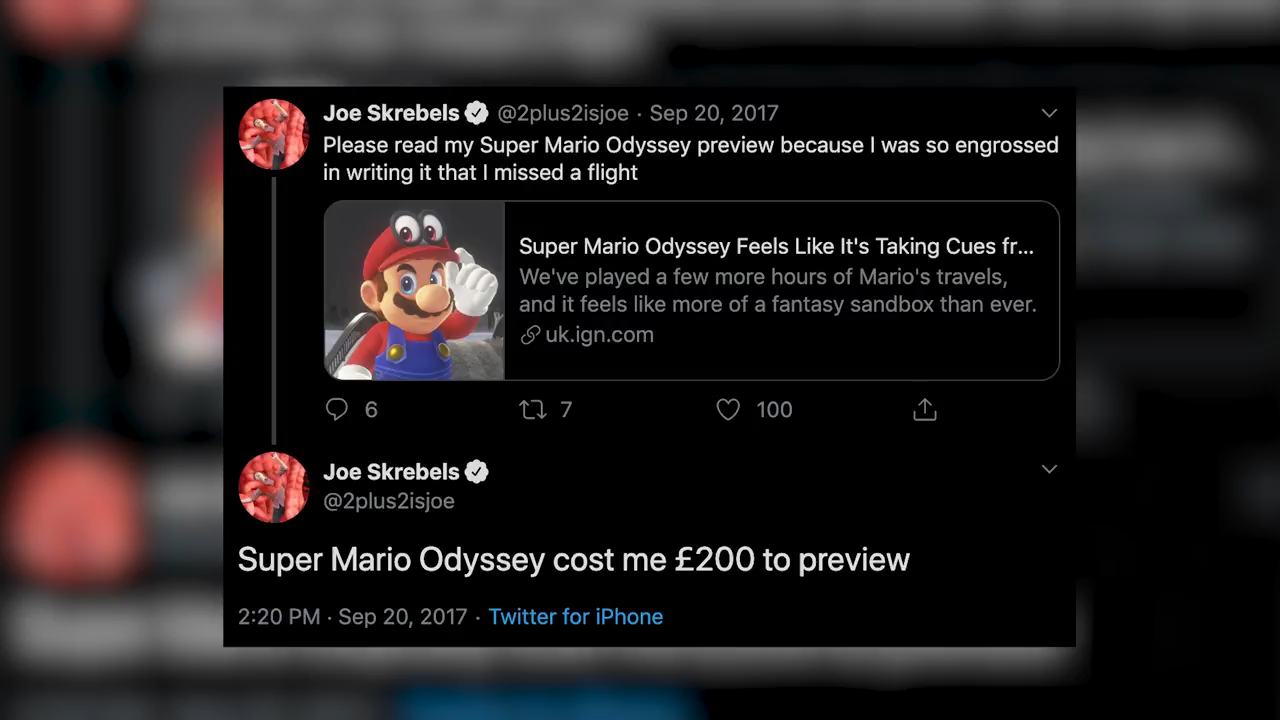 Joe Skrebels @2plus2isjoe · Sep 20, 2017
Please read my Super Mario Odyssey preview because I was so engrossed
in writing it that I missed a flight
Super Mario Odyssey Feels Like It's Taking Cues fr...
We've played a few more hours of Mario's travels,
and it feels like more of a fantasy sandbox than ever.
uk.ign.com
6 7 100
Joe Skrebels
@2plus2isjoe
Super Mario Odyssey cost me £200 to preview
2:20 PM · Sep 20, 2017 · Twitter for iPhone